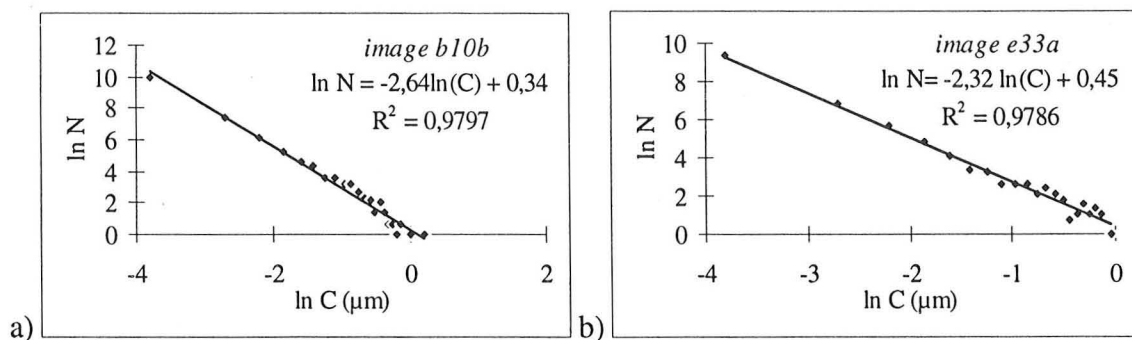 image b10b
ln N = -2,64ln(C) + 0,34
R² = 0,9797
12
10
8
6
4
2
0
ln N
-4
-2
0
2
ln C (µm)
a)
image e33a
ln N= -2,32 ln(C) + 0,45
R² = 0,9786
10
8
6
4
2
0
ln N
-4
-3
-2
-1
0
ln C (µm)
b)